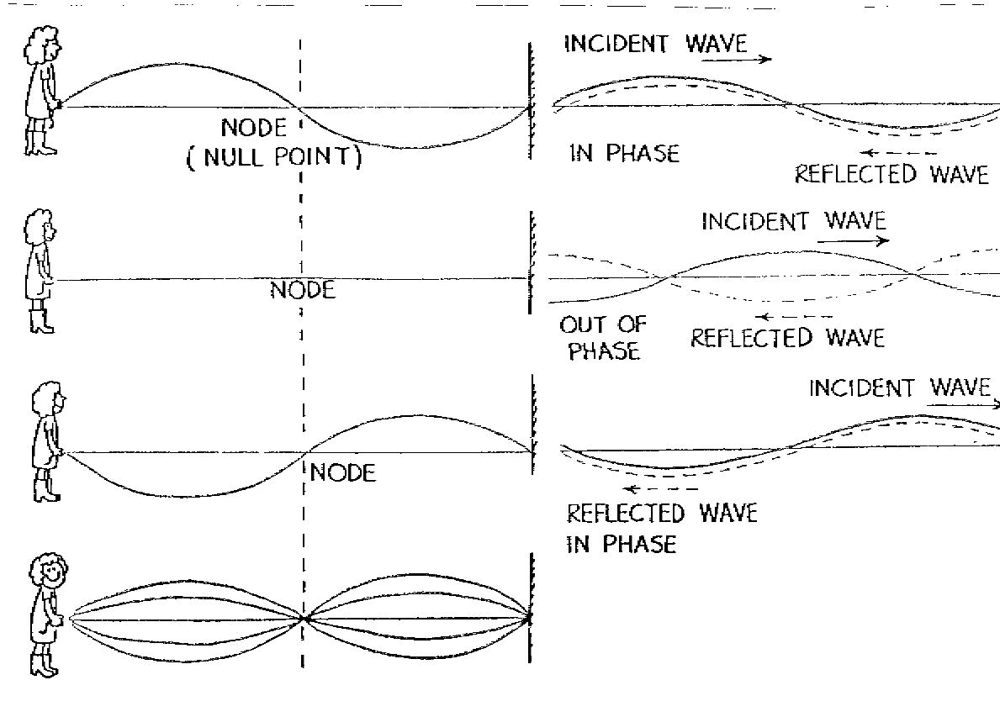 INCIDENT WAVE
NODE
(NULL POINT)
IN PHASE
REFLECTED WAVE
INCIDENT WAVE
NODE
OUT OF
PHASE
REFLECTED WAVE
INCIDENT WAVE
NODE
REFLECTED WAVE
IN PHASE